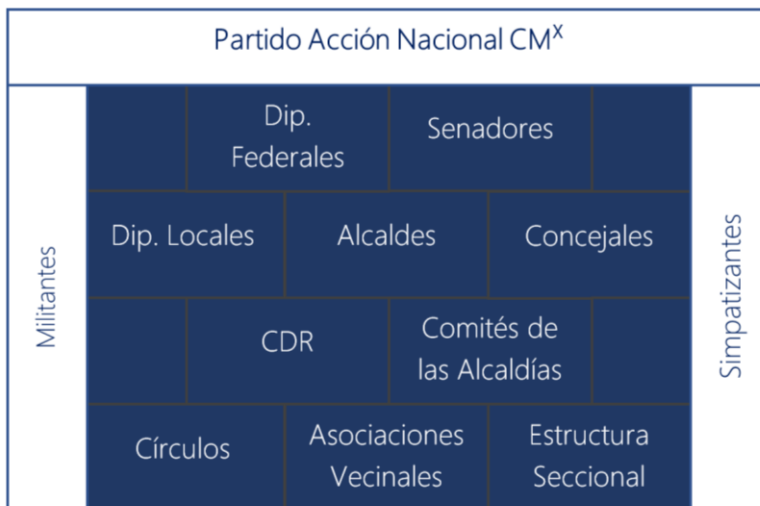 Partido Acción Nacional CMX
Militantes
Dip.
Federales
Senadores
Dip. Locales
Alcaldes
Concejales
CDR
Comités de
las Alcaldías
Círculos
Asociaciones
Vecinales
Estructura
Seccional
Simpatizantes